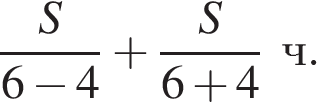 S/(6 − 4) + S/(6 + 4) ч.